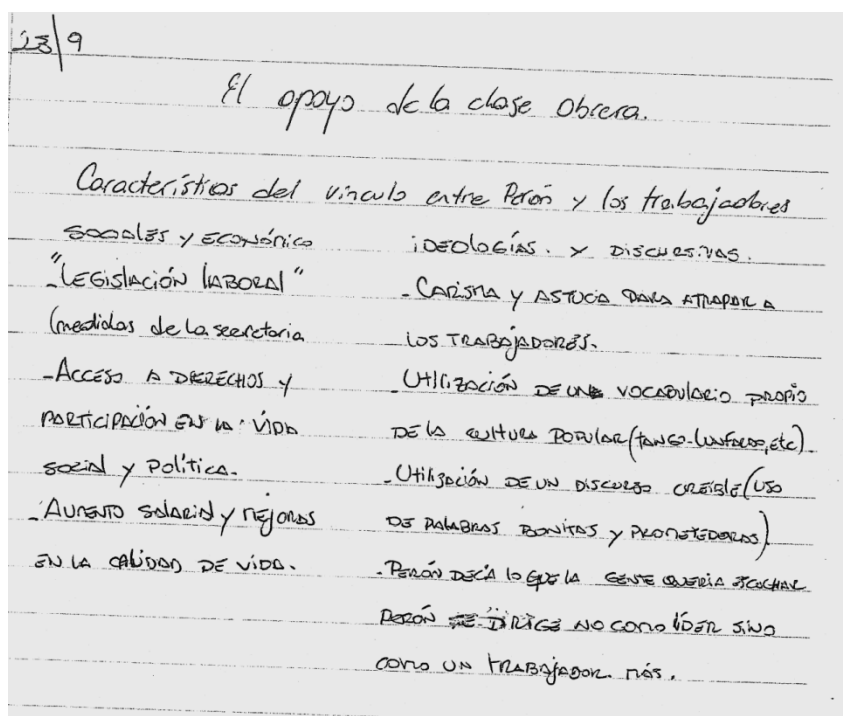 23/9
El apoyo de la clase obrera.
Características del vínculo entre Perón y los trabajadores
sociales y económico
"Legislación laboral"
(medidas de la secretaria
- Acceso a derechos y
participación en la vida
social y política.
- Aumento salarial y mejoras
en la calidad de vida.
ideologías. y discursivas.
- Carisma y astucia para atrapar a
los trabajadores.
- Utilización de un vocabulario propio
de la cultura popular (tango-lunfardo, etc).
- Utilización de un discurso creíble (uso
de palabras bonitas y prometedoras).
- Perón decía lo que la gente quería escuchar
Perón se dirige no como líder sino
como un trabajador más.